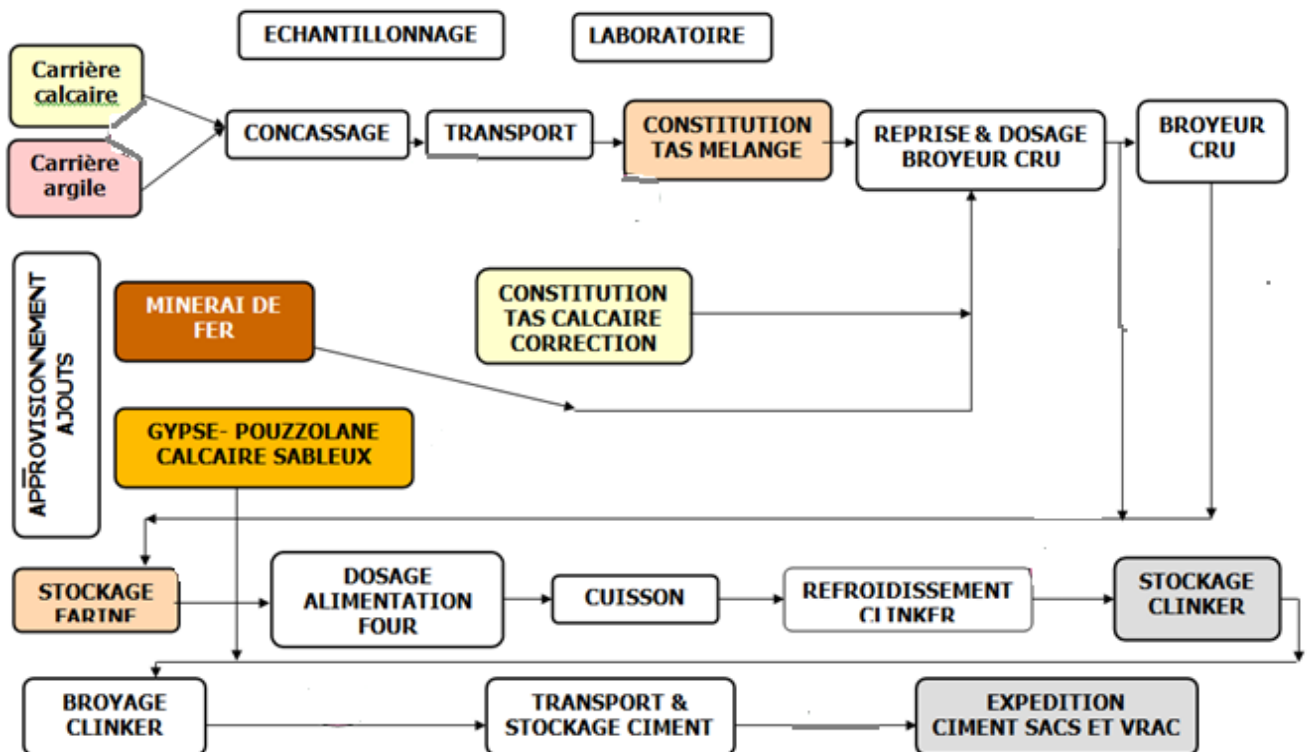 ECHANTILLONNAGE
LABORATOIRE
Carrière
calcaire
Carrière
argile
CONCASSAGE
TRANSPORT
CONSTITUTION
TAS MELANGE
REPRISE & DOSAGE
BROYEUR CRU
BROYEUR
CRU
APPROVISIONNEMENT
AJOUTS
MINERAI DE
FER
CONSTITUTION
TAS CALCAIRE
CORRECTION
GYPSE- POUZZOLANE
CALCAIRE SABLEUX
STOCKAGE
FARINE
DOSAGE
ALIMENTATION
FOUR
CUISSON
REFROIDISSEMENT
CLINKER
STOCKAGE
CLINKER
BROYAGE
CLINKER
TRANSPORT &
STOCKAGE CIMENT
EXPEDITION
CIMENT SACS ET VRAC